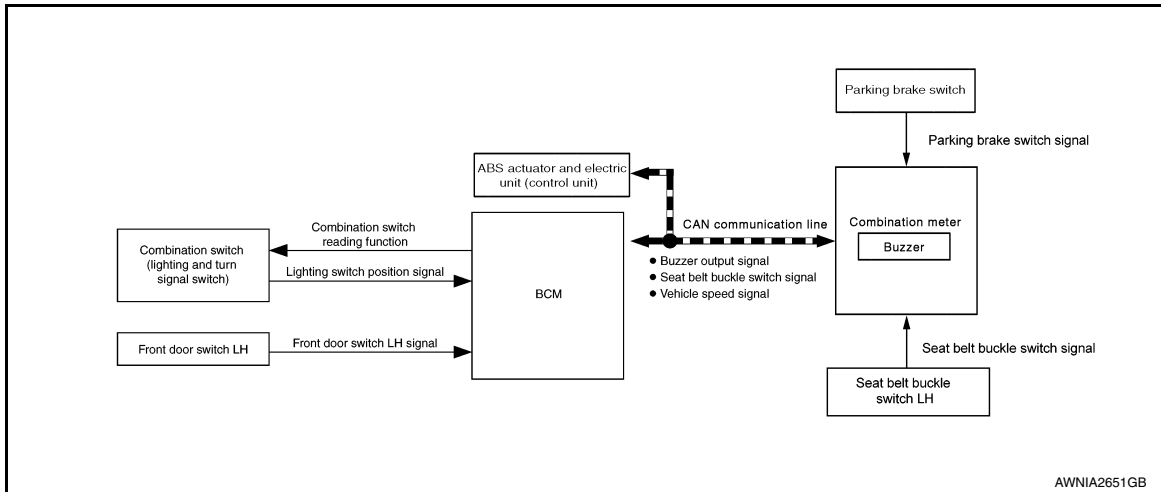 Parking brake switch
Parking brake switch signal
ABS actuator and electric
unit (control unit)
CAN communication line
Combination meter
Buzzer
Combination switch
reading function
Combination switch
(lighting and turn
signal switch)
Lighting switch position signal
BCM
● Buzzer output signal
● Seat belt buckle switch signal
● Vehicle speed signal
Front door switch LH
Front door switch LH signal
Seat belt buckle switch signal
Seat belt buckle
switch LH
AWNIA2651GB